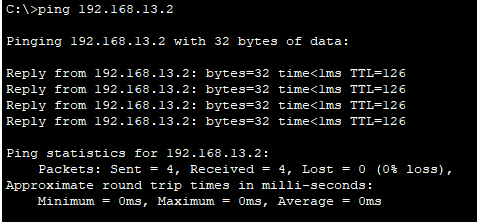 C:\>ping 192.168.13.2
Pinging 192.168.13.2 with 32 bytes of data:
Reply from 192.168.13.2: bytes=32 time<1ms TTL=126
Reply from 192.168.13.2: bytes=32 time<1ms TTL=126
Reply from 192.168.13.2: bytes=32 time<1ms TTL=126
Reply from 192.168.13.2: bytes=32 time<1ms TTL=126
Ping statistics for 192.168.13.2:
    Packets: Sent = 4, Received = 4, Lost = 0 (0% loss),
Approximate round trip times in milli-seconds:
    Minimum = 0ms, Maximum = 0ms, Average = 0ms